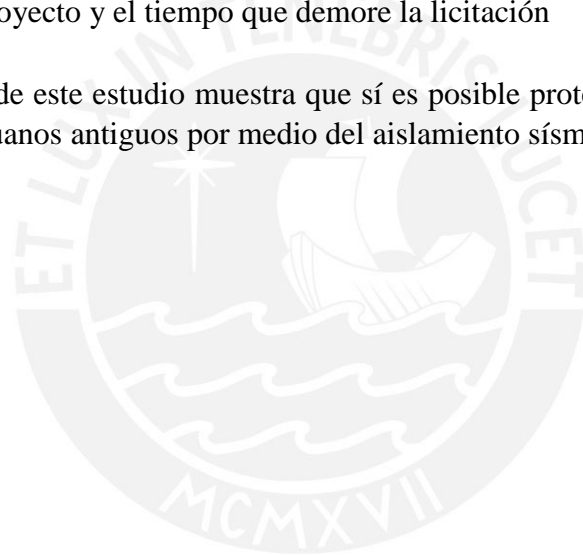 oyecto y el tiempo que demore la licitación
de este estudio muestra que sí es posible prot
uanos antiguos por medio del aislamiento sísm
ET LUX IN TENEBRIS LUCET
MCMXVII